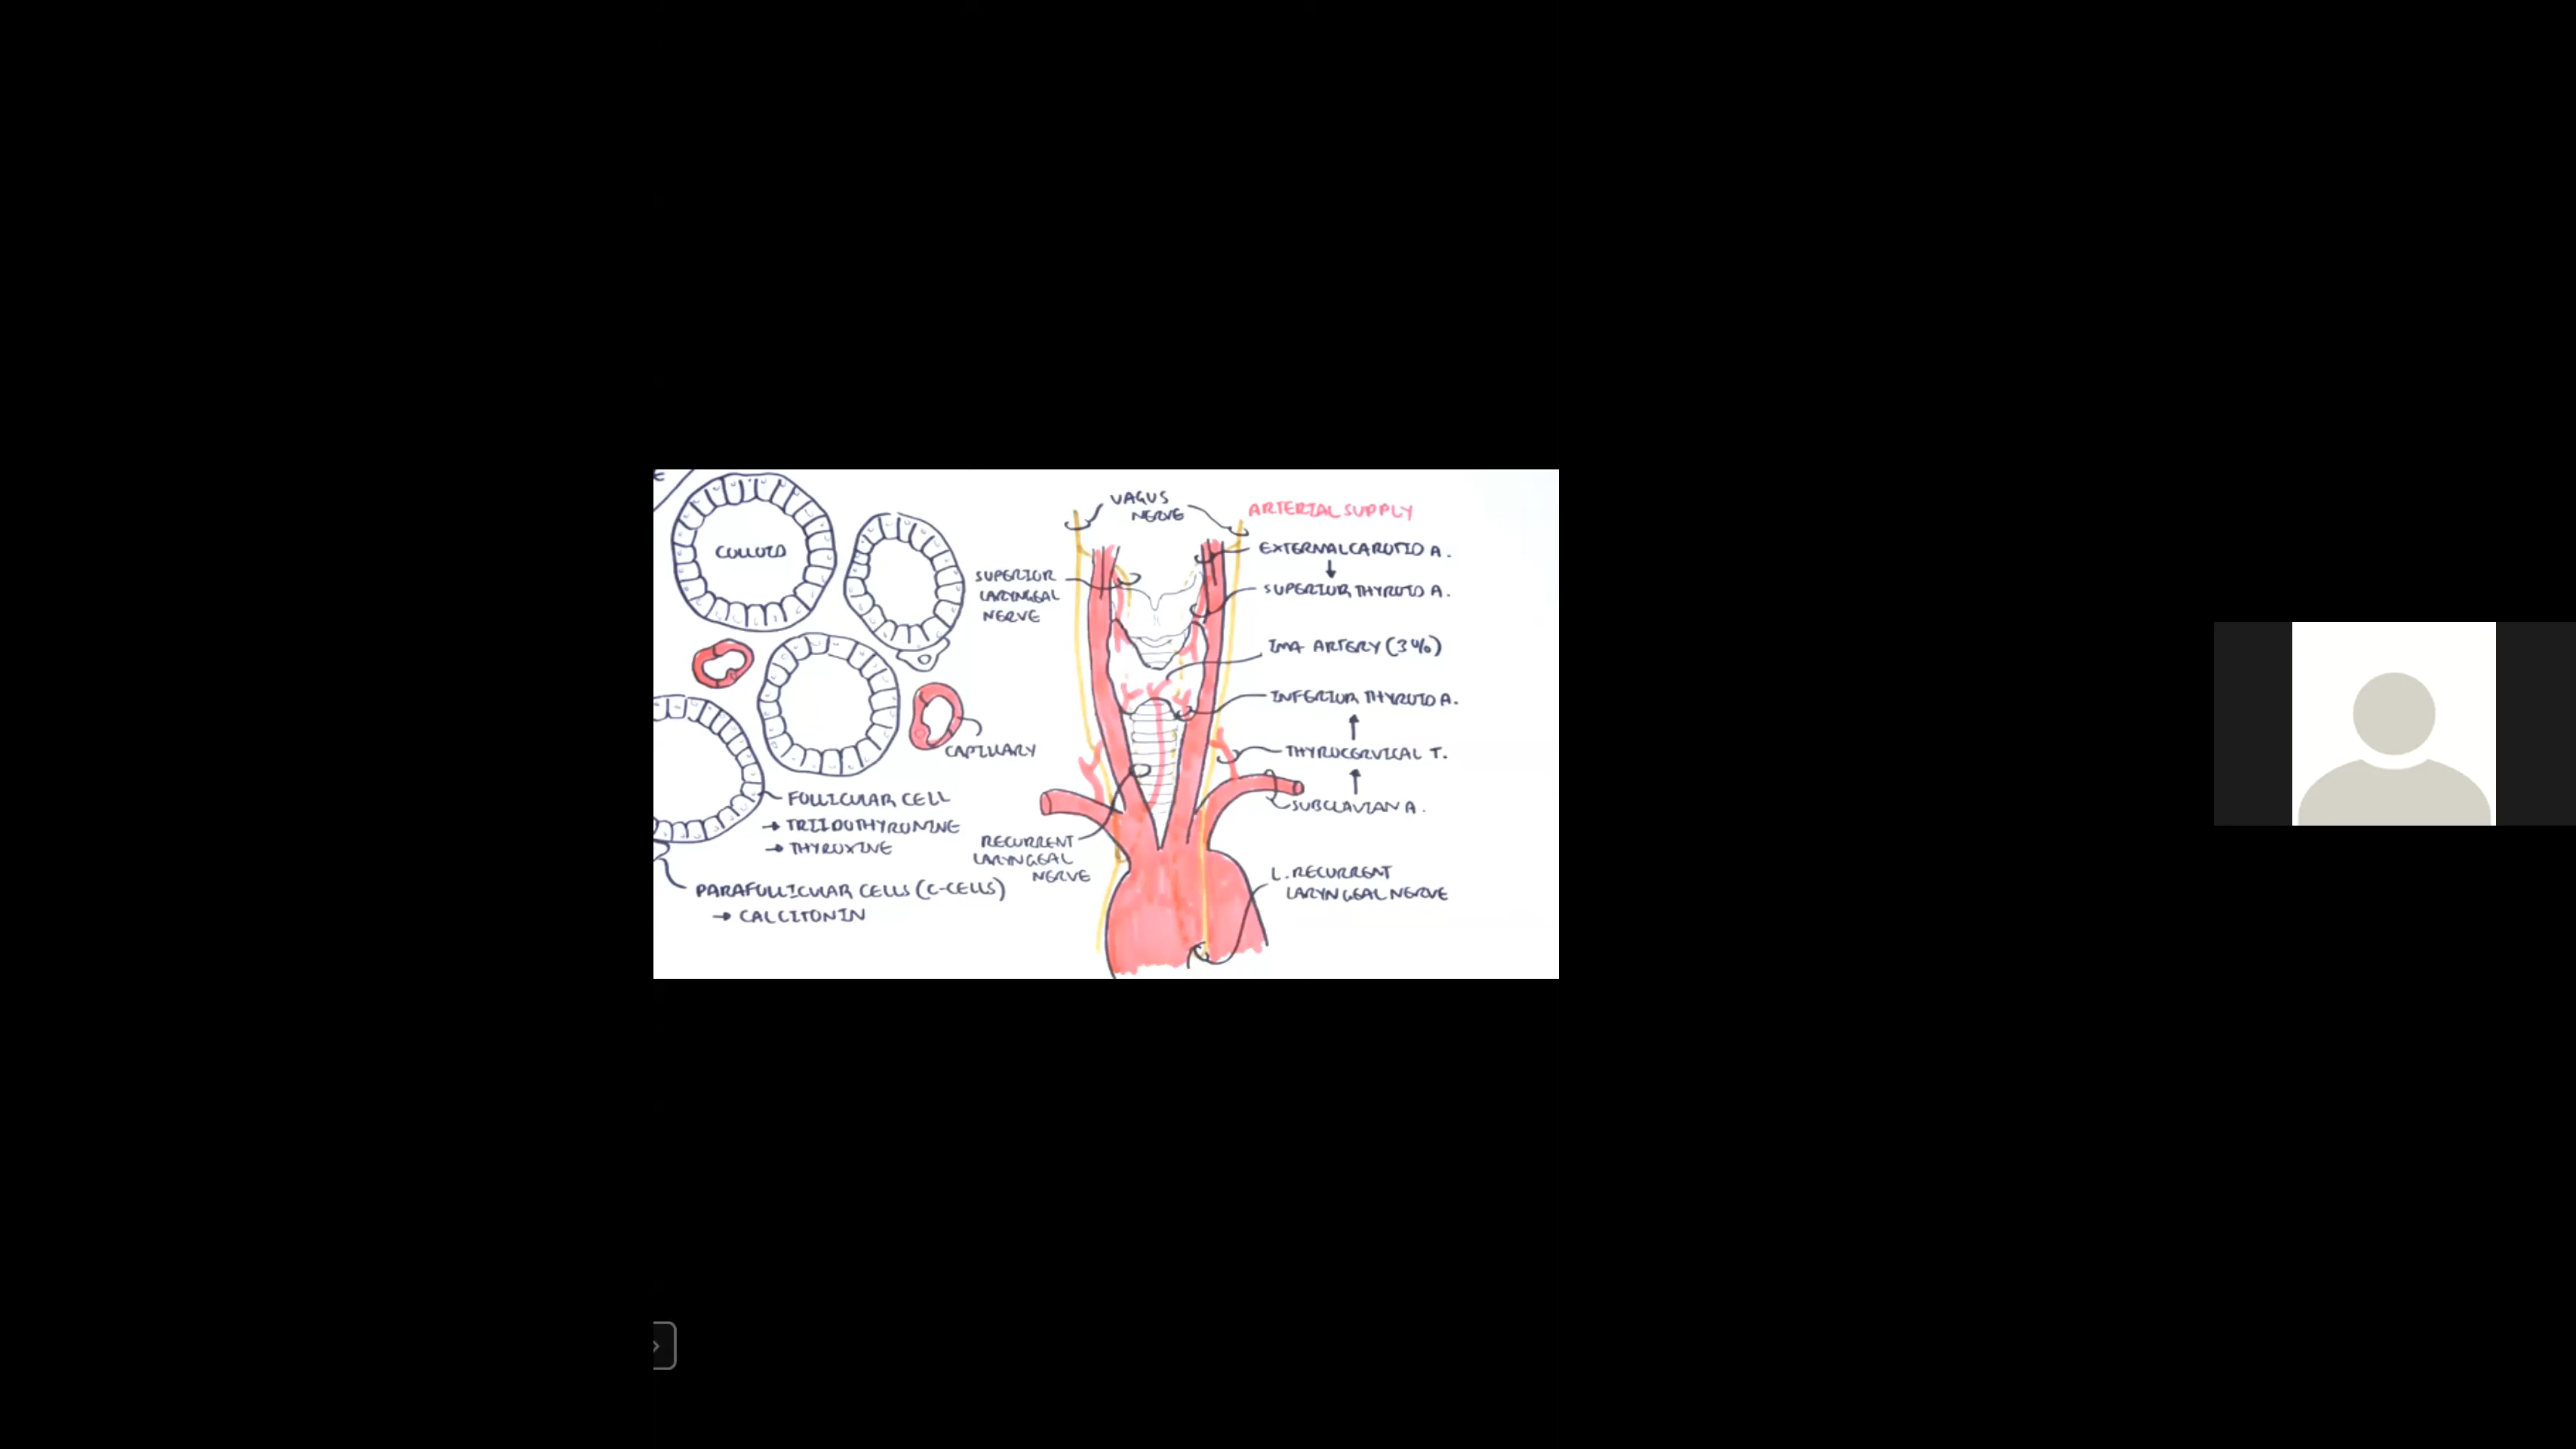 COLLOID
FOLLICULAR CELL
→ TRIIODOTHYRONINE
→ THYROXINE
PARAFOLLICULAR CELLS (C-CELLS)
→ CALCITONIN
CAPILLARY
VAGUS
NERVE
SUPERIOR
LARYNGEAL
NERVE
RECURRENT
LARYNGEAL
NERVE
ARTERIAL SUPPLY
EXTERNAL CAROTID A.
↓
SUPERIOR THYROID A.
IMA ARTERY (3%)
INFERIOR THYROID A.
↑
THYROCERVICAL T.
↑
SUBCLAVIAN A.
L. RECURRENT
LARYNGEAL NERVE